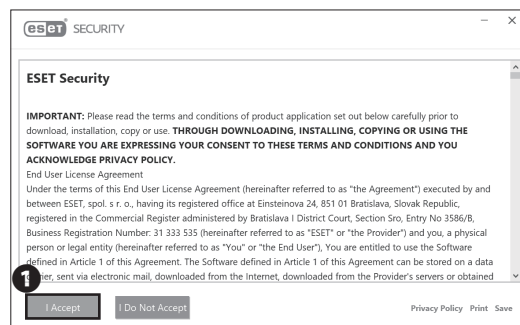 eset SECURITY
ESET Security
IMPORTANT: Please read the terms and conditions of product application set out below carefully prior to
download, installation, copy or use. THROUGH DOWNLOADING, INSTALLING, COPYING OR USING THE
SOFTWARE YOU ARE EXPRESSING YOUR CONSENT TO THESE TERMS AND CONDITIONS AND YOU
ACKNOWLEDGE PRIVACY POLICY.
End User License Agreement
Under the terms of this End User License Agreement (hereinafter referred to as "the Agreement") executed by and
between ESET, spol. s r. o., having its registered office at Einsteinova 24, 851 01 Bratislava, Slovak Republic,
registered in the Commercial Register administered by Bratislava I District Court, Section Sro, Entry No 3586/B,
Business Registration Number: 31 333 535 (hereinafter referred to as "ESET" or "the Provider") and you, a physical
person or legal entity (hereinafter referred to as "You" or "the End User"), You are entitled to use the Software
defined in Article 1 of this Agreement. The Software defined in Article 1 of this Agreement can be stored on a data
carrier, sent via electronic mail, downloaded from the Internet, downloaded from the Provider's servers or obtained
1
I Accept
I Do Not Accept
Privacy Policy Print Save